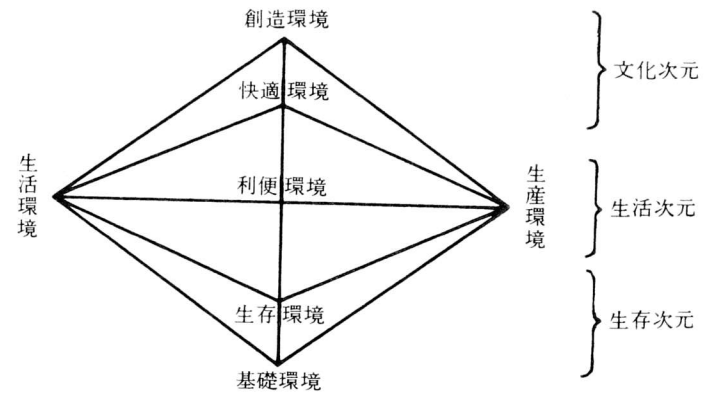 創造環境
文化次元
快適環境
生活環境
利便環境
生産環境
生活次元
生存環境
生存次元
基礎環境